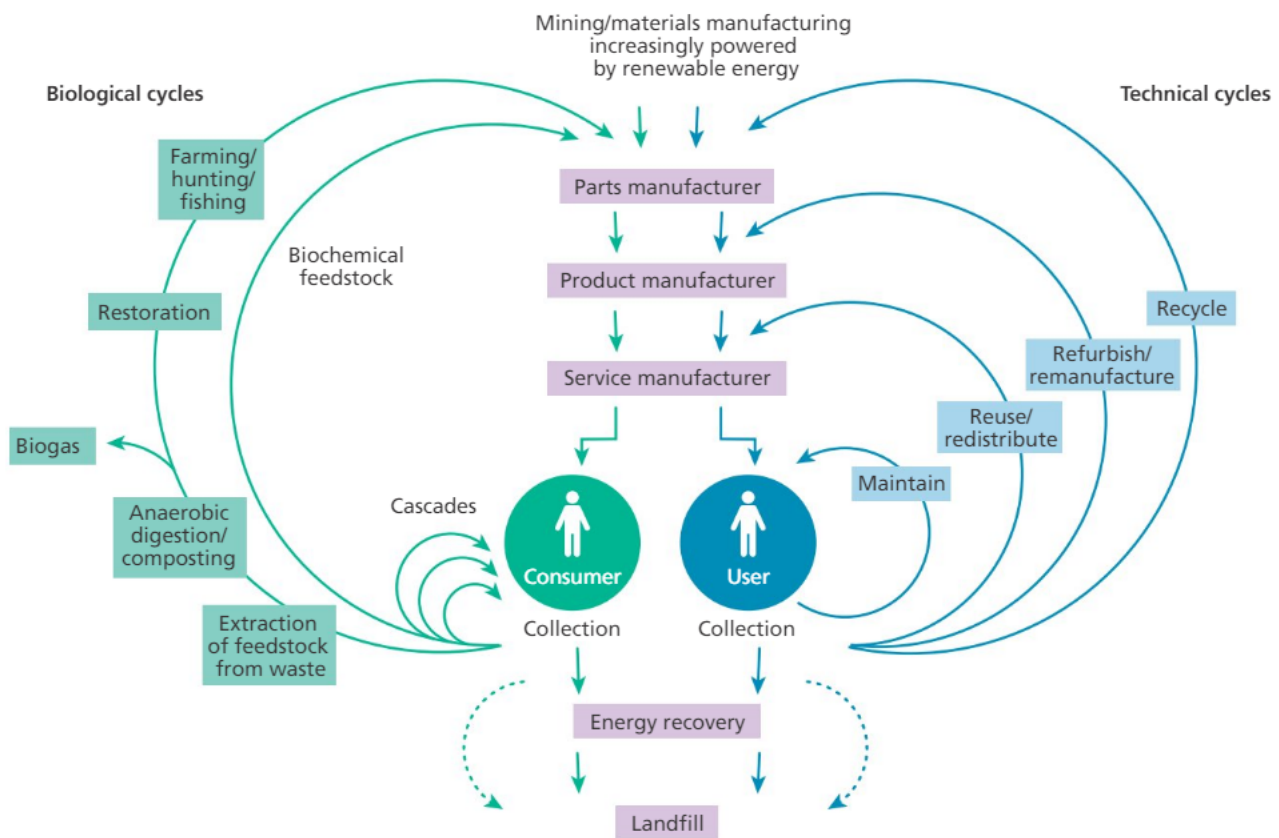 Mining/materials manufacturing
increasingly powered
by renewable energy
Biological cycles
Technical cycles
Farming/
hunting/
fishing
Parts manufacturer
Biochemical
feedstock
Product manufacturer
Restoration
Recycle
Service manufacturer
Refurbish/
remanufacture
Reuse/
redistribute
Biogas
Maintain
Cascades
Anaerobic
digestion/
composting
Consumer
User
Extraction
of feedstock
from waste
Collection
Collection
Energy recovery
Landfill